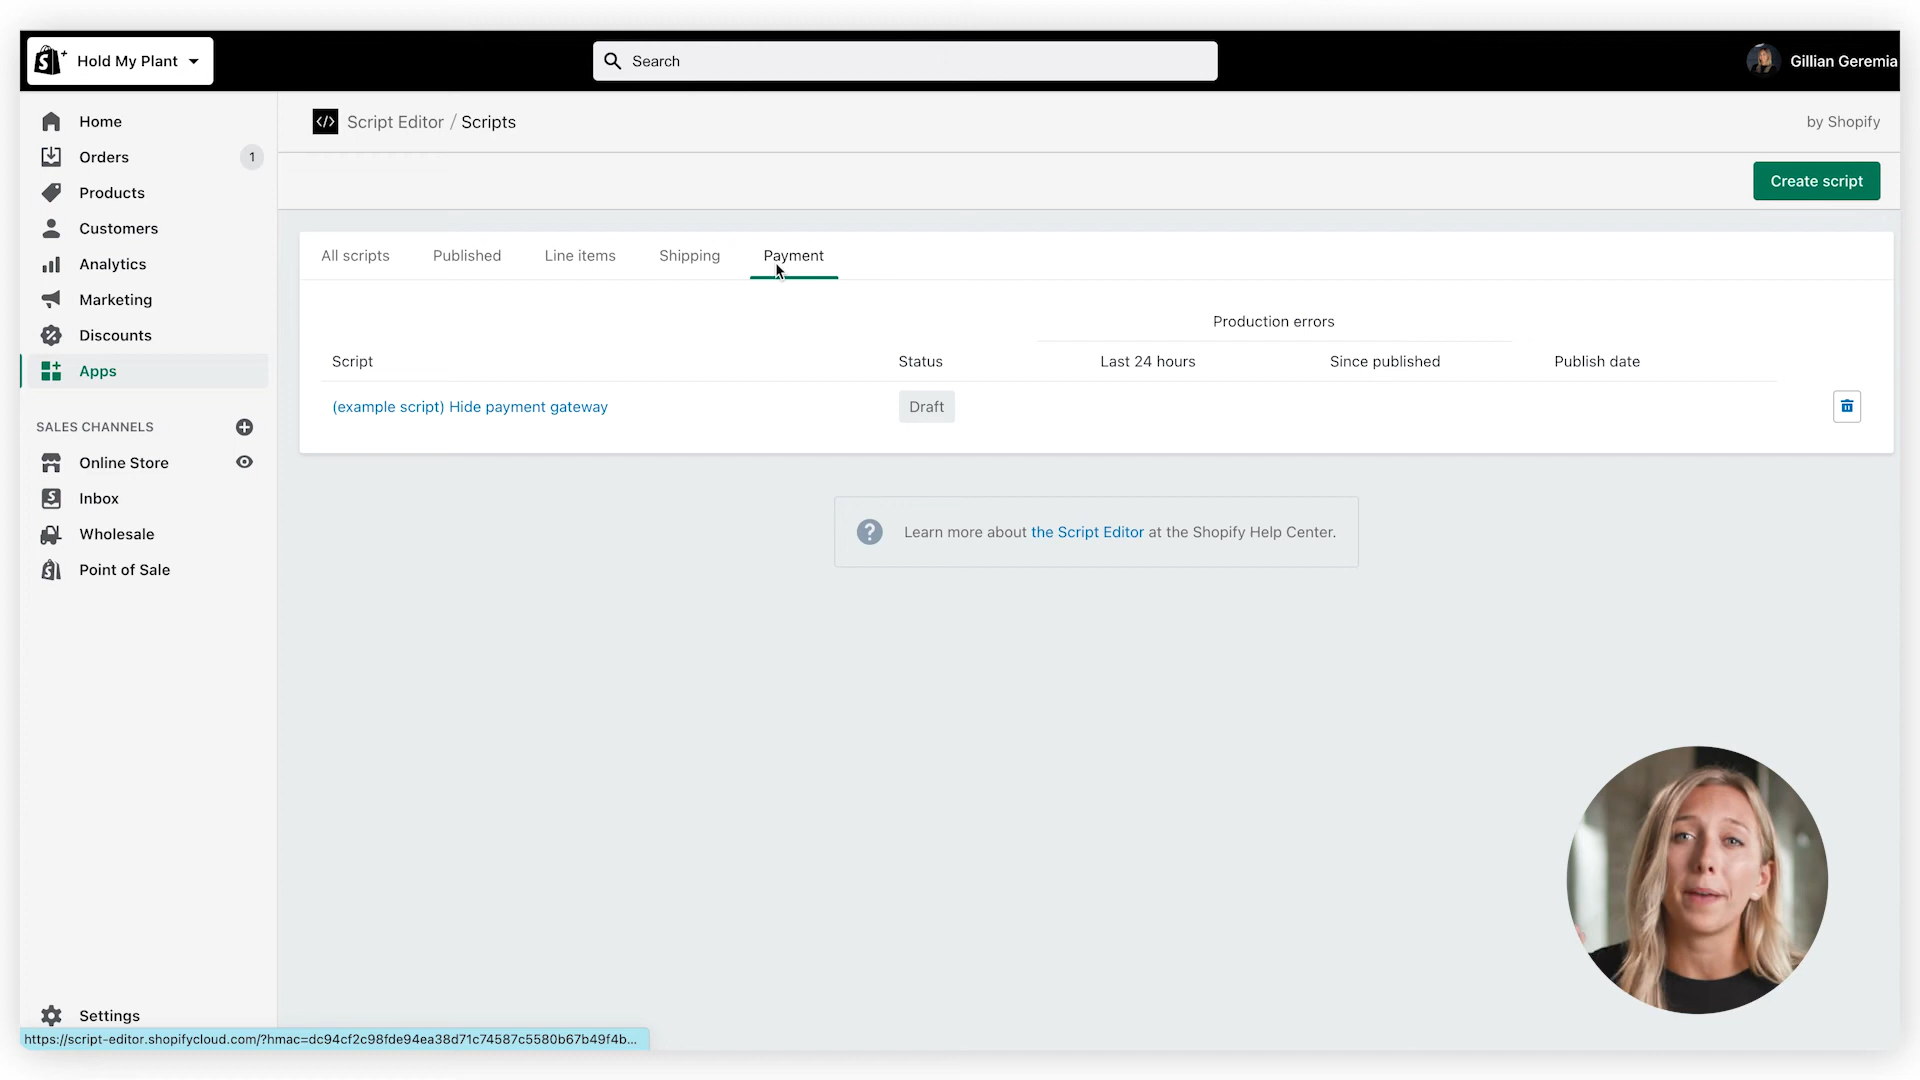 Hold My Plant
Search
Gillian Geremia
Home
Orders
1
Products
Customers
Analytics
Marketing
Discounts
Apps
SALES CHANNELS
Online Store
Inbox
Wholesale
Point of Sale
Settings
Script Editor / Scripts
by Shopify
Create script
All scripts
Published
Line items
Shipping
Payment
Production errors
Script
Status
Last 24 hours
Since published
Publish date
(example script) Hide payment gateway
Draft
Learn more about the Script Editor at the Shopify Help Center.
https://script-editor.shopifycloud.com/?hmac=dc94cf2c98fde94ea38d71c74587c5580b67b49f4b...